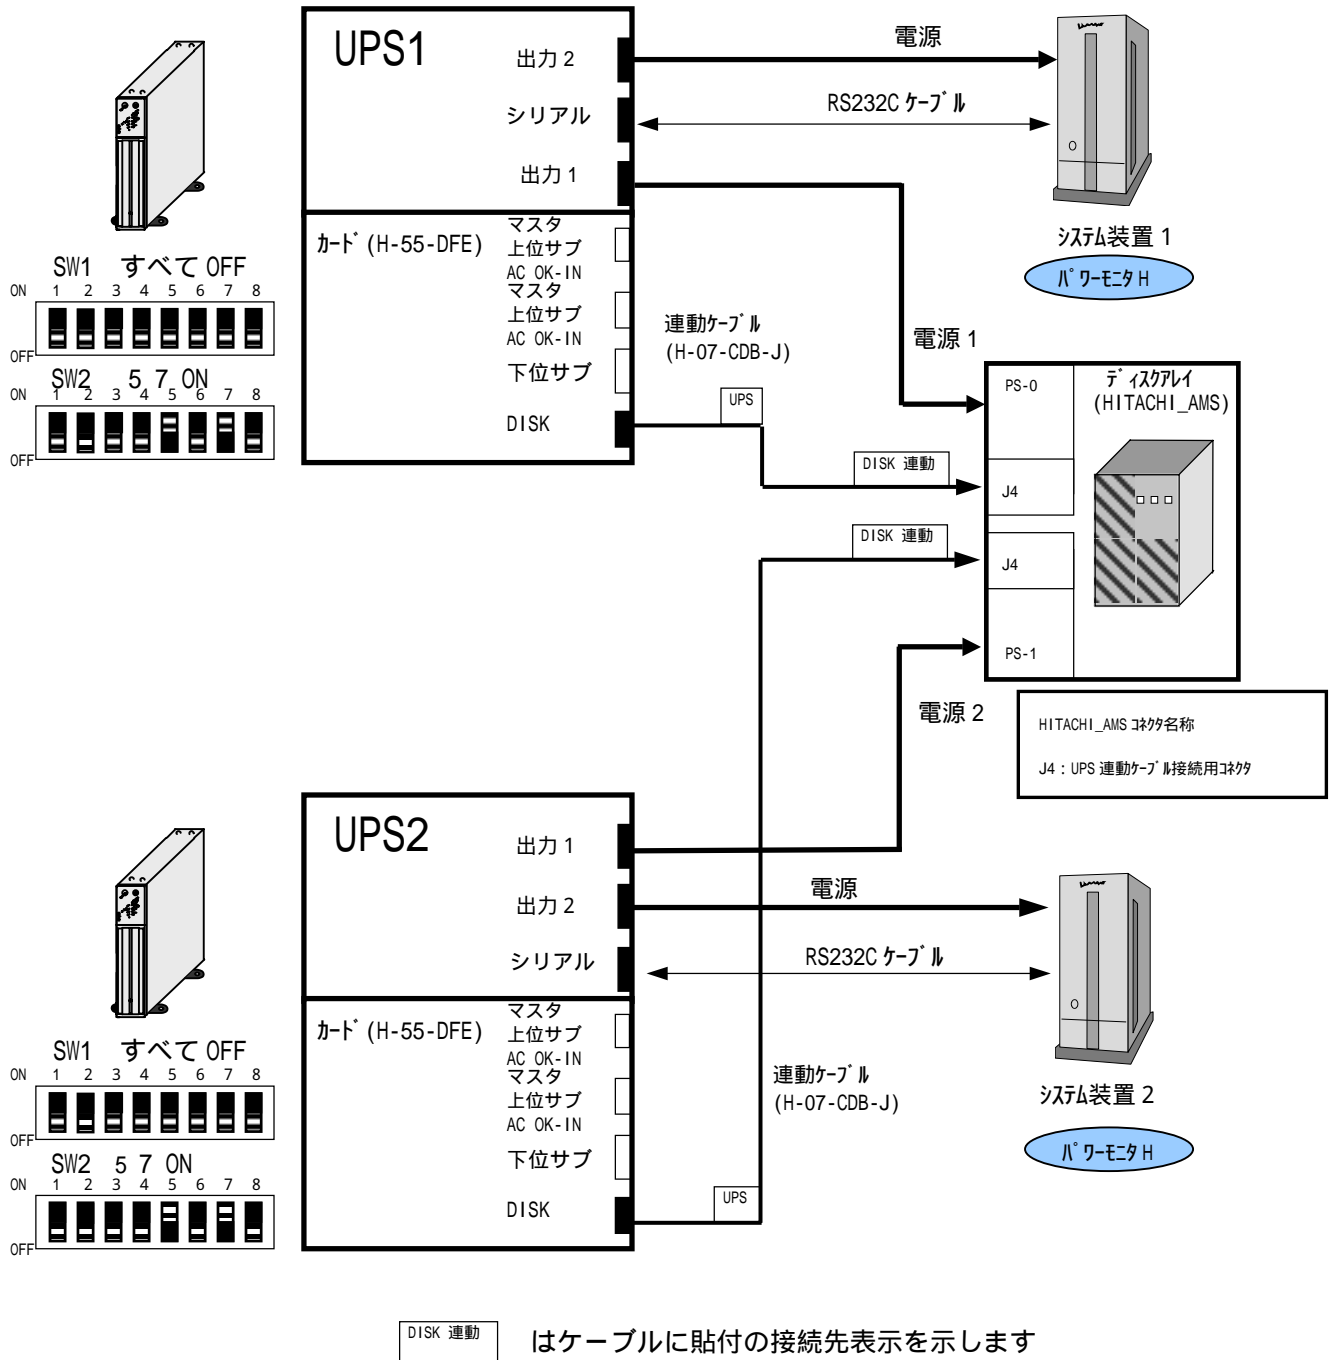 UPS1
出力 2
シリアル
出力 1
電源
RS232C ｹｰﾌﾞﾙ
ｶｰﾄﾞ (H-55-DFE)
マスタ
上位サブ
AC OK-IN
マスタ
上位サブ
AC OK-IN
下位サブ
DISK
ｼｽﾃﾑ装置 1
ﾊﾟﾜｰﾓﾆﾀ H
SW1 すべて OFF
ON 1 2 3 4 5 6 7 8
OFF
SW2 5 7 ON
ON 1 2 3 4 5 6 7 8
OFF
連動ｹｰﾌﾞﾙ
(H-07-CDB-J)
UPS
電源 1
DISK 連動
DISK 連動
PS-0
J4
J4
PS-1
ﾃﾞｨｽｸｱﾚｲ
(HITACHI_AMS)
電源 2
HITACHI_AMS ｺﾈｸﾀ名称
J4：UPS 連動ｹｰﾌﾞﾙ接続用ｺﾈｸﾀ
UPS2
出力 1
出力 2
シリアル
電源
RS232C ｹｰﾌﾞﾙ
ｶｰﾄﾞ (H-55-DFE)
マスタ
上位サブ
AC OK-IN
マスタ
上位サブ
AC OK-IN
下位サブ
DISK
UPS
連動ｹｰﾌﾞﾙ
(H-07-CDB-J)
ｼｽﾃﾑ装置 2
ﾊﾟﾜｰﾓﾆﾀ H
SW1 すべて OFF
ON 1 2 3 4 5 6 7 8
OFF
SW2 5 7 ON
ON 1 2 3 4 5 6 7 8
OFF
DISK 連動 はケーブルに貼付の接続先表示を示します